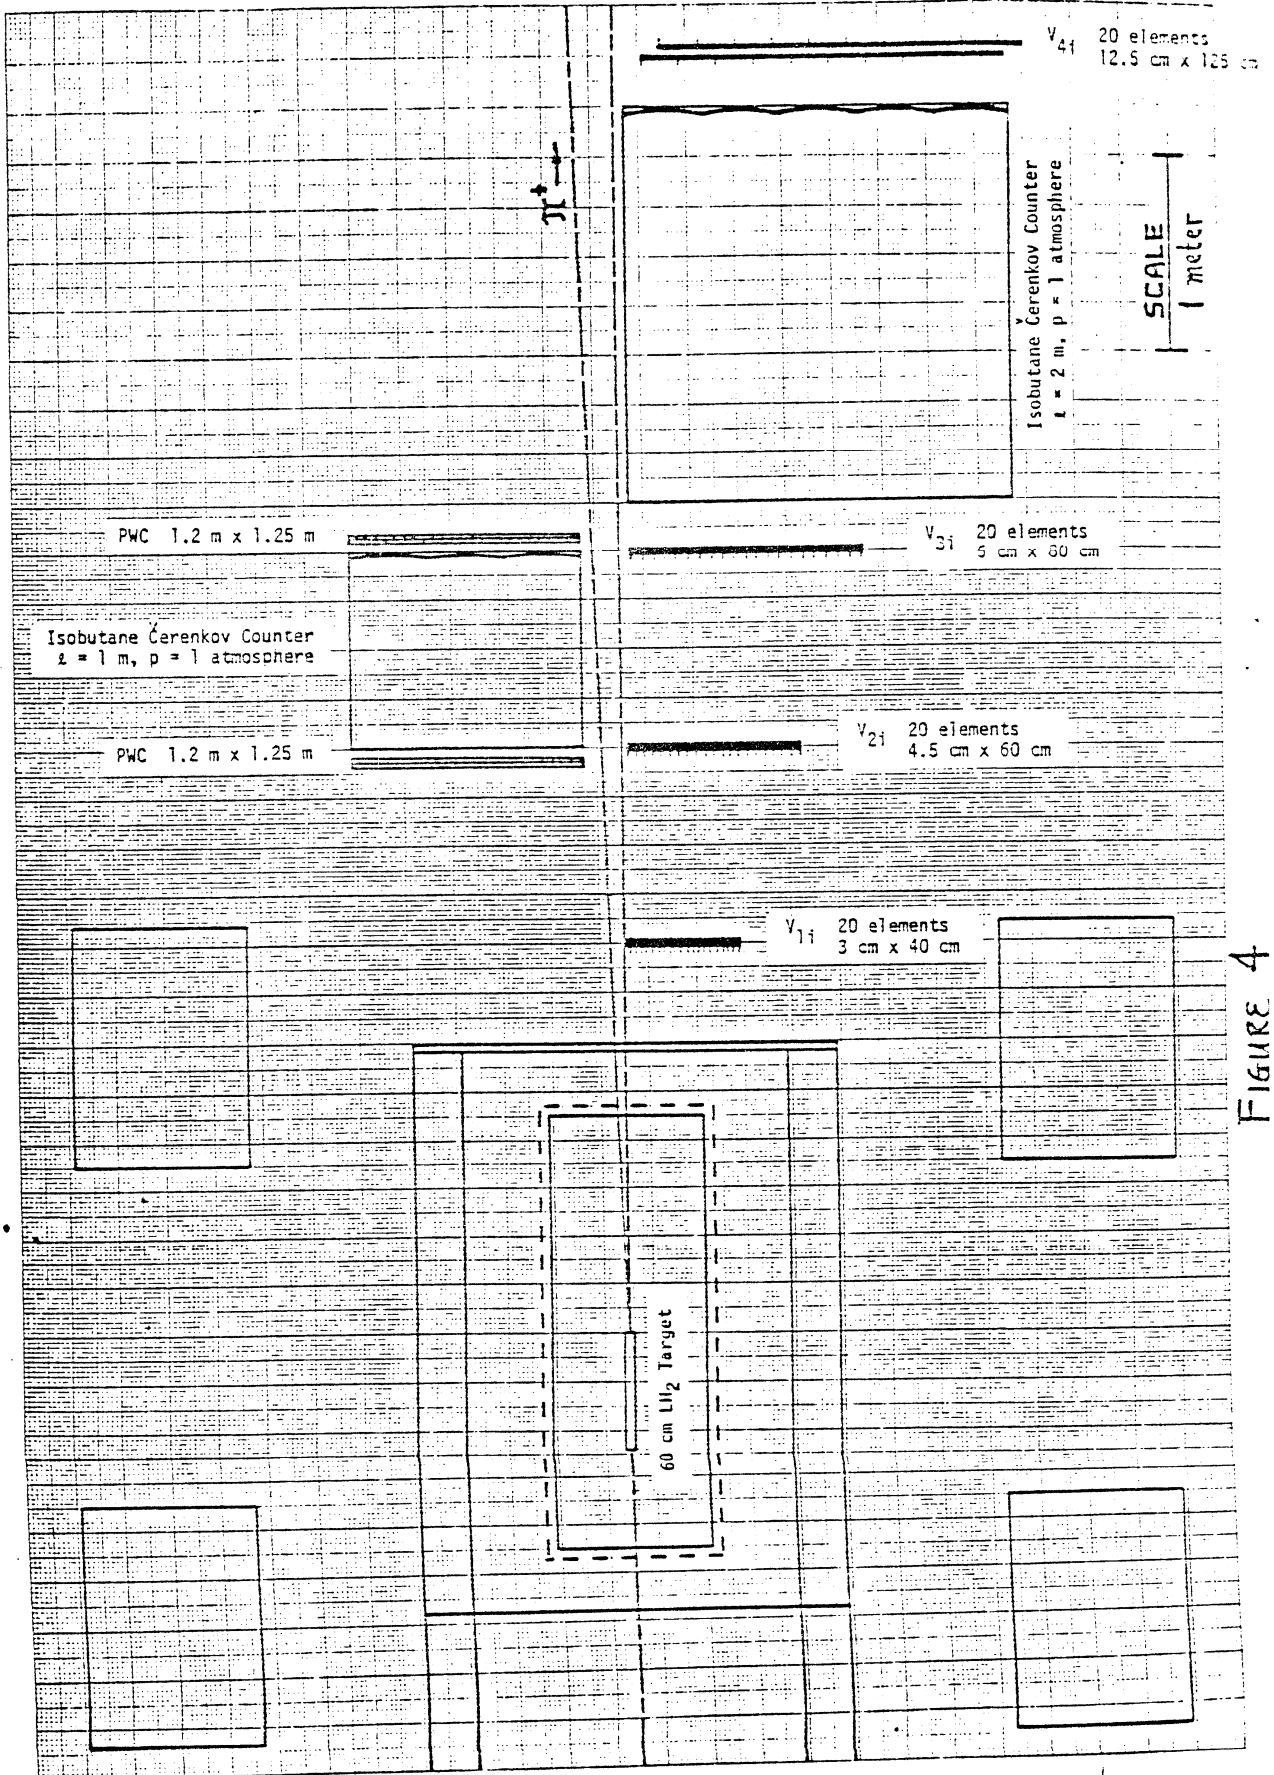 V4i 20 elements
12.5 cm x 125 cm
π+
Isobutane Čerenkov Counter
ℓ = 2 m, p = 1 atmosphere
SCALE
1 meter
PWC 1.2 m x 1.25 m
V3i 20 elements
6 cm x 80 cm
Isobutane Čerenkov Counter
ℓ = 1 m, p = 1 atmosphere
PWC 1.2 m x 1.25 m
V2i 20 elements
4.5 cm x 60 cm
V1i 20 elements
3 cm x 40 cm
60 cm LH2 Target
FIGURE 4